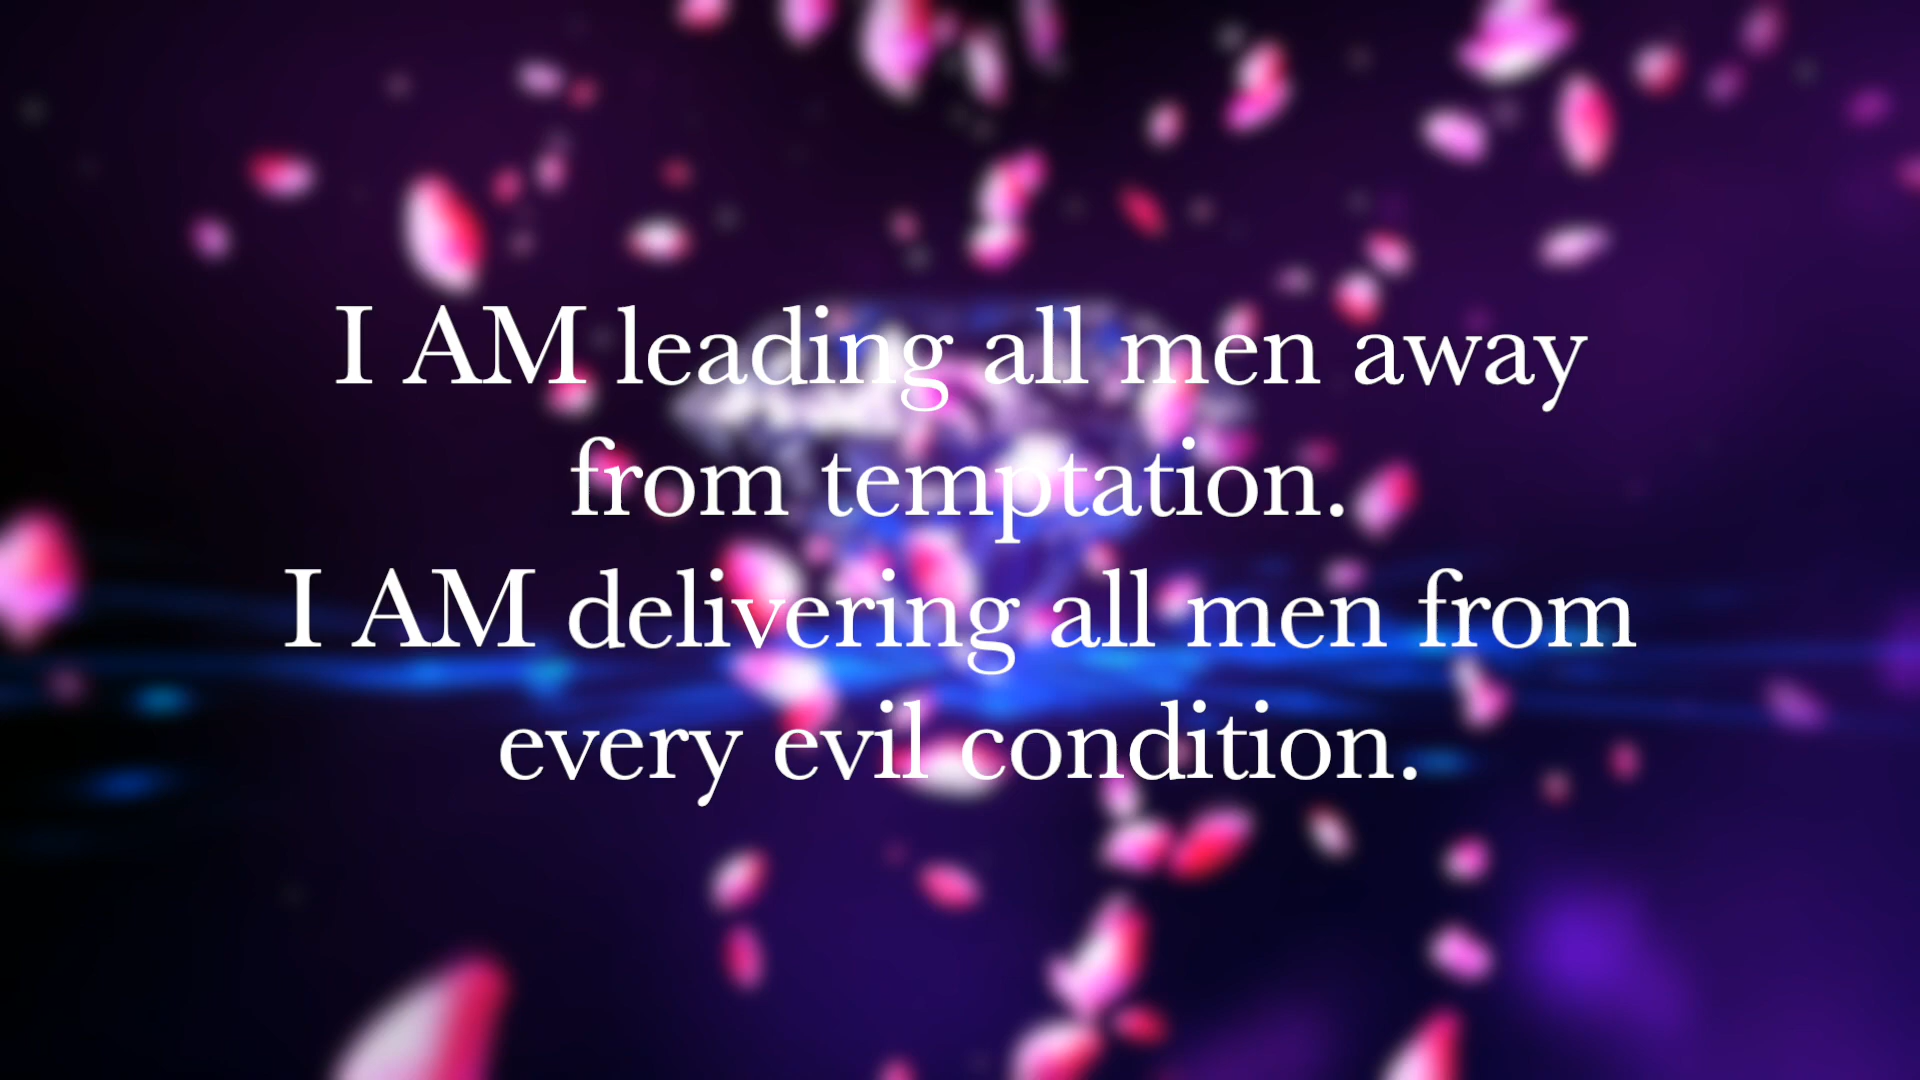 I AM leading all men away
from temptation.
I AM delivering all men from
every evil condition.